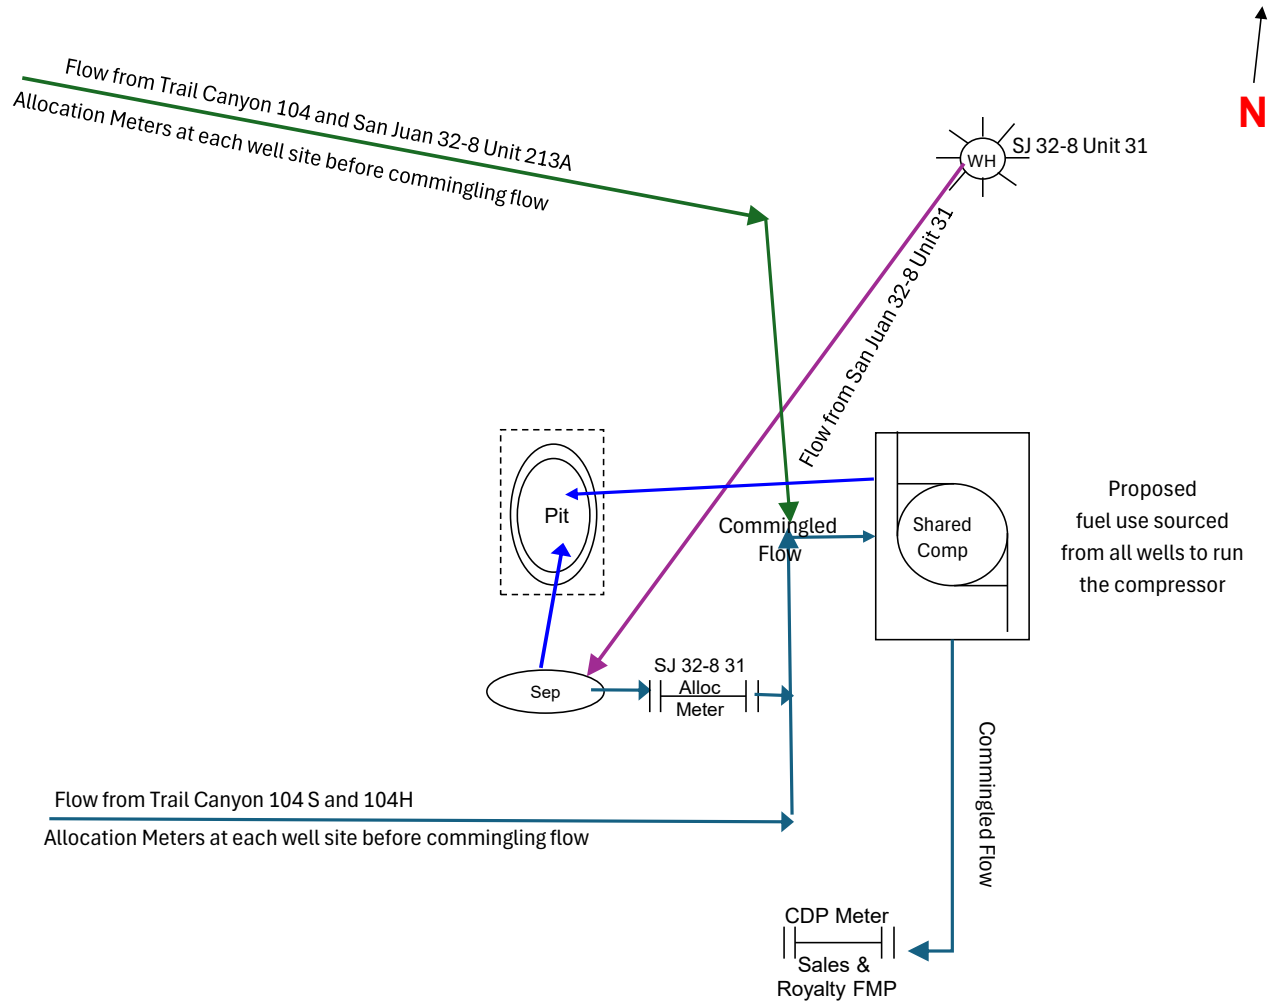 Flow from Trail Canyon 104 and San Juan 32-8 Unit 213A
Allocation Meters at each well site before commingling flow
N
WH
SJ 32-8 Unit 31
Flow from San Juan 32-8 Unit 31
Pit
Commingled
Flow
Shared
Comp
Proposed
fuel use sourced
from all wells to run
the compressor
Sep
SJ 32-8 31
Alloc
Meter
Flow from Trail Canyon 104 S and 104H
Allocation Meters at each well site before commingling flow
Commingled Flow
CDP Meter
Sales &
Royalty FMP